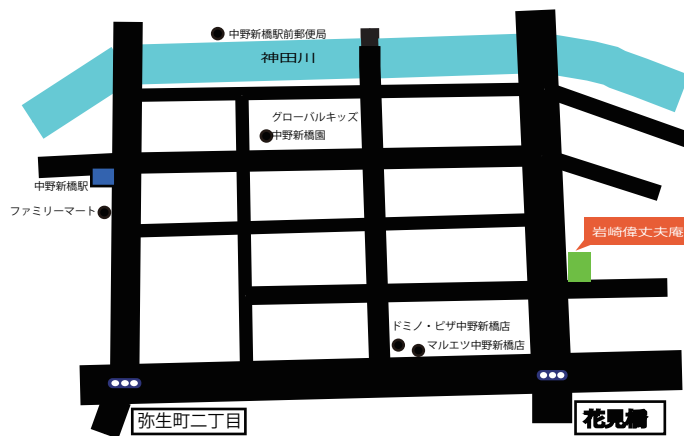 中野新橋駅前郵便局
神田川
グローバルキッズ
中野新橋園
中野新橋駅
ファミリーマート
岩崎偉丈夫庵
ドミノ・ピザ中野新橋店
マルエツ中野新橋店
弥生町二丁目
花見橋